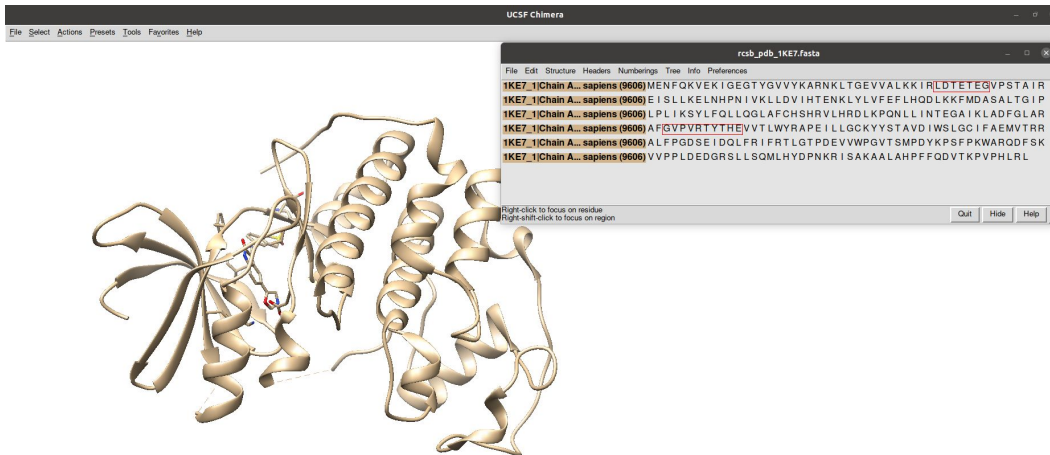 UCSF Chimera
File Edit Select Actions Presets Tools Favorites Help
rcsb_pdb_1KE7.fasta
File Edit Structure Headers Numberings Tree Info Preferences
1KE7_1|Chain A... sapiens (9606) MENFQKVEKIGEGTYGVVYKARNKLTGEVVALKKIRLDTETEGVPSTAIR
1KE7_1|Chain A... sapiens (9606) EISLLKELNHPNIVKLLDVIHTENKLYLVFEFLHQDLKKFMDASALTGIP
1KE7_1|Chain A... sapiens (9606) LPLIKSYLFQLLQGLAFCHSHRVLHRDLKPQNLLINTEGAIKLADFGLAR
1KE7_1|Chain A... sapiens (9606) AFGVPVRTYTHEVVTLWYRAPEILLGCKYYSTAVDIWSLGCIFAEMVTRR
1KE7_1|Chain A... sapiens (9606) ALFPGDSEIDQLFRIFRTLGTPDEVVWPGVTSMPDYKPSFPKWARQDFSK
1KE7_1|Chain A... sapiens (9606) VVPPLDEDGRSLLSQMLHYDPNKRISAKAALAHPFFQDVTKPVPHLRL
Right-click to focus on residue
Right-shift-click to focus on region
Quit Hide Help